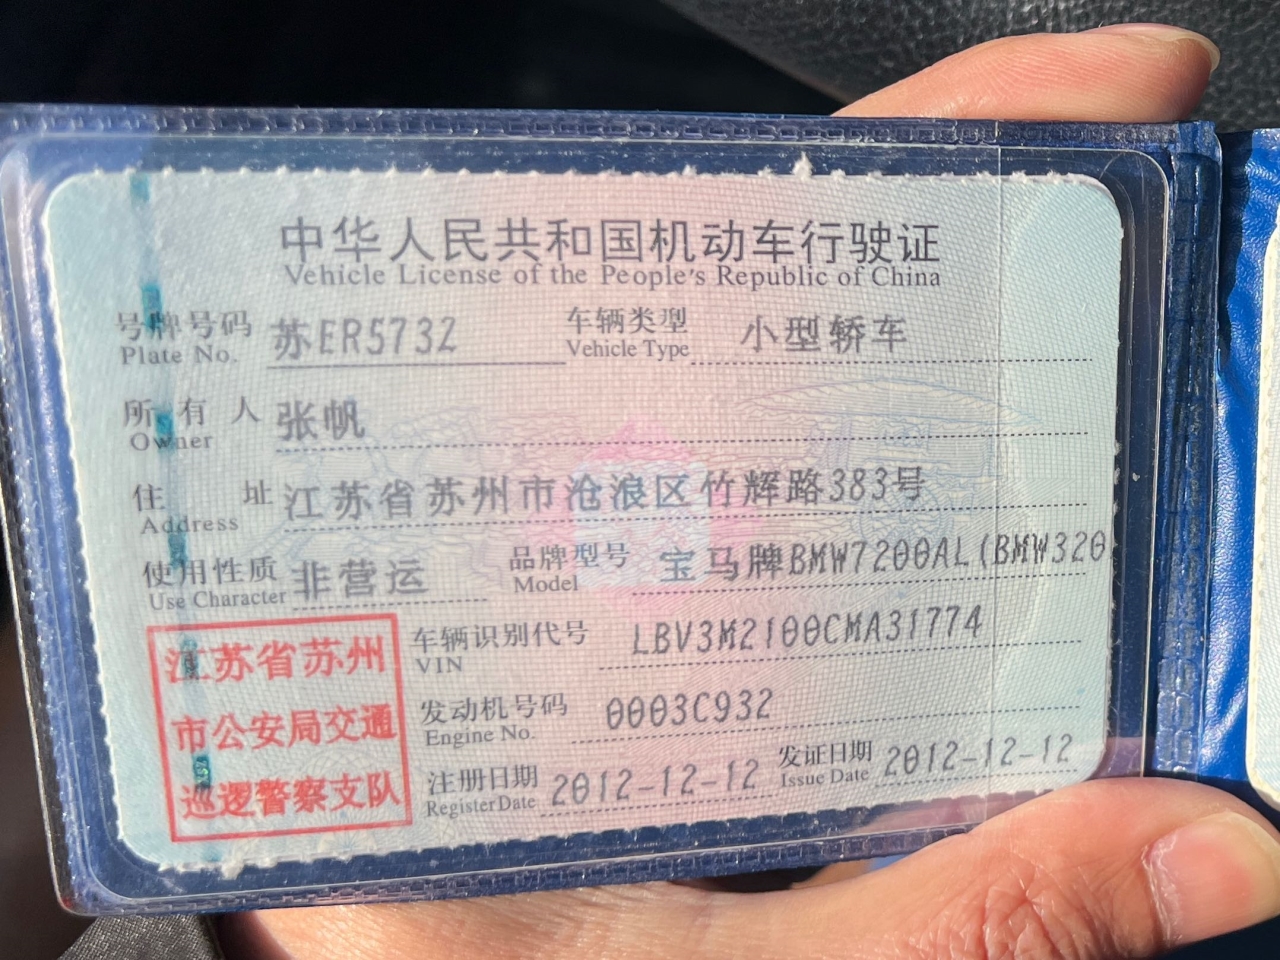 中华人民共和国机动车行驶证
Vehicle License of the People's Republic of China
号牌号码 苏ER5732 车辆类型 小型轿车
Plate No. Vehicle Type
所有人 张帆
Owner
住址 江苏省苏州市沧浪区竹辉路383号
Address
使用性质 非营运 品牌型号 宝马牌BMW7200AL(BMW320
Use Character Model
江苏省苏州
市公安局交通
巡逻警察支队
车辆识别代号 LBV3M2100CMA31774
VIN
发动机号码 0003C932
Engine No.
注册日期 2012-12-12 发证日期 2012-12-12
Register Date Issue Date